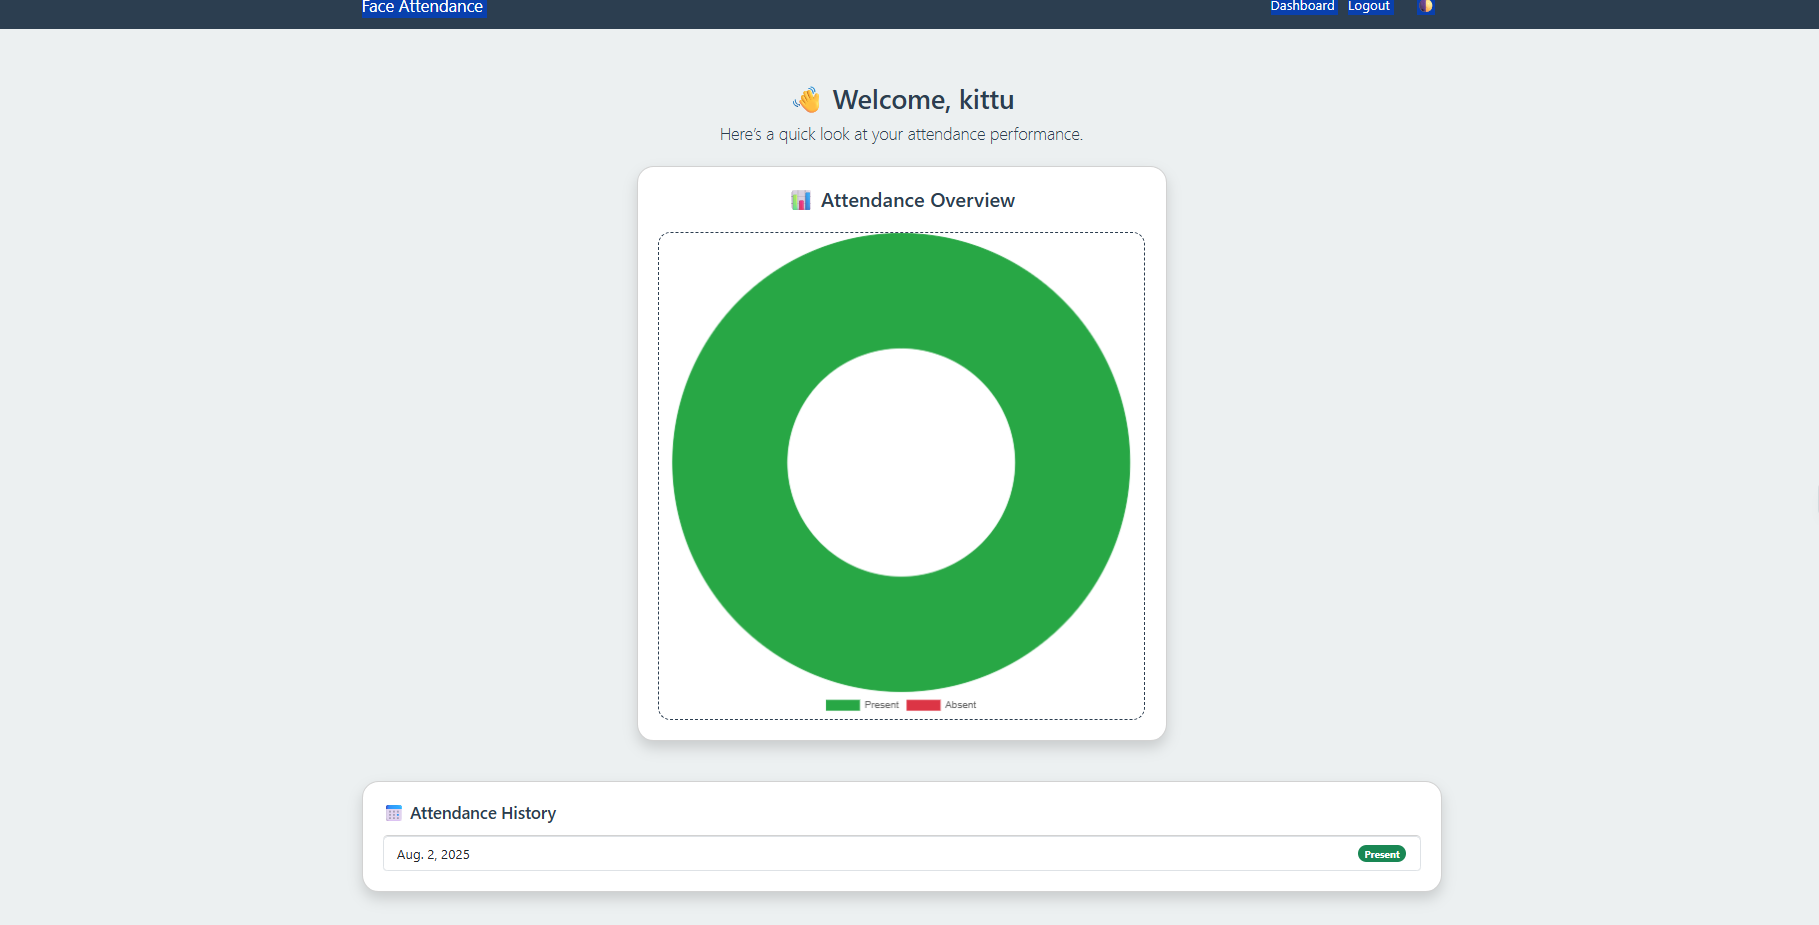 Face Attendance
Dashboard Logout
Welcome, kittu
Here's a quick look at your attendance performance.
Attendance Overview
Present Absent
Attendance History
Aug. 2, 2025 Present